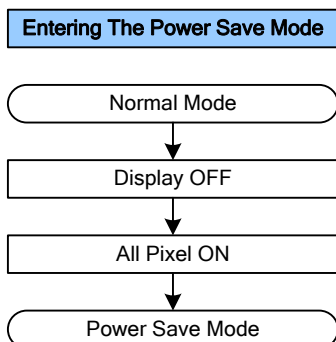 Entering The Power Save Mode
Normal Mode
Display OFF
All Pixel ON
Power Save Mode